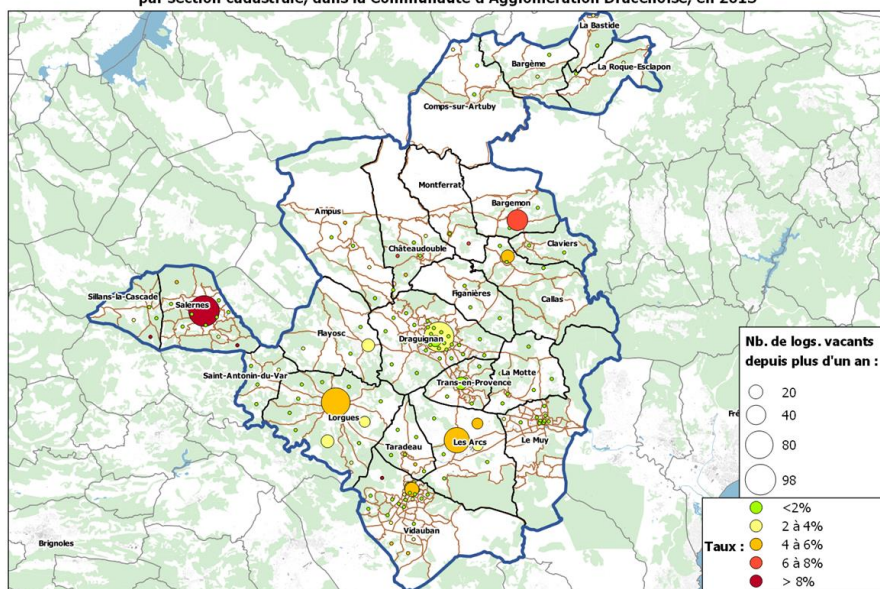 par section cadastrale, dans la Communauté d'Agglomération Dracénoise, en 2015
La Bastide
Bargème
La Roque-Esclapon
Comps-sur-Artuby
Montferrat
Bargemon
Ampus
Châteaudouble
Claviers
Sillans-la-Cascade
Salernes
Figanières
Callas
Flayosc
Draguignan
Saint-Antonin-du-Var
La Motte
Trans-en-Provence
Lorgues
Taradeau
Les Arcs
Le Muy
Vidauban
Brignoles
Nb. de logs. vacants
depuis plus d'un an :
20
40
80
98
Taux :
<2%
2 à 4%
4 à 6%
6 à 8%
> 8%